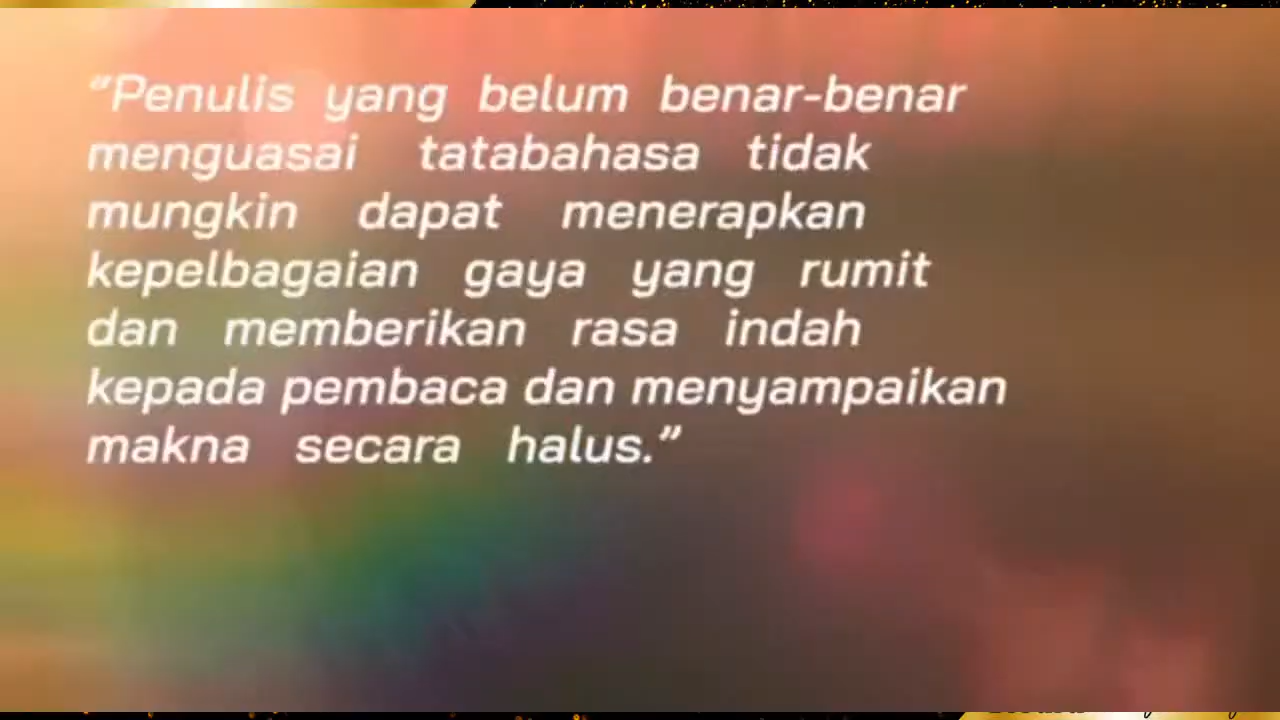 “Penulis yang belum benar-benar
menguasai tatabahasa tidak
mungkin dapat menerapkan
kepelbagaian gaya yang rumit
dan memberikan rasa indah
kepada pembaca dan menyampaikan
makna secara halus.”